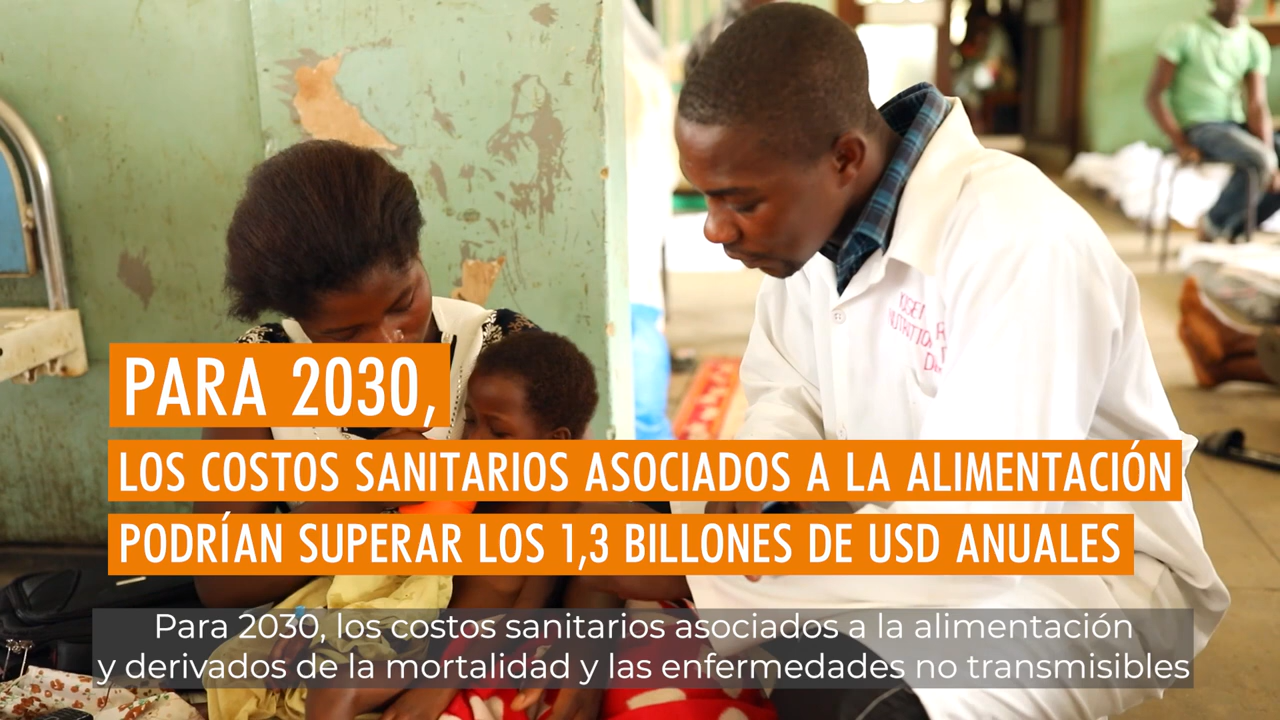 PARA 2030,
LOS COSTOS SANITARIOS ASOCIADOS A LA ALIMENTACIÓN
PODRÍAN SUPERAR LOS 1,3 BILLONES DE USD ANUALES
Para 2030, los costos sanitarios asociados a la alimentación
y derivados de la mortalidad y las enfermedades no transmisibles